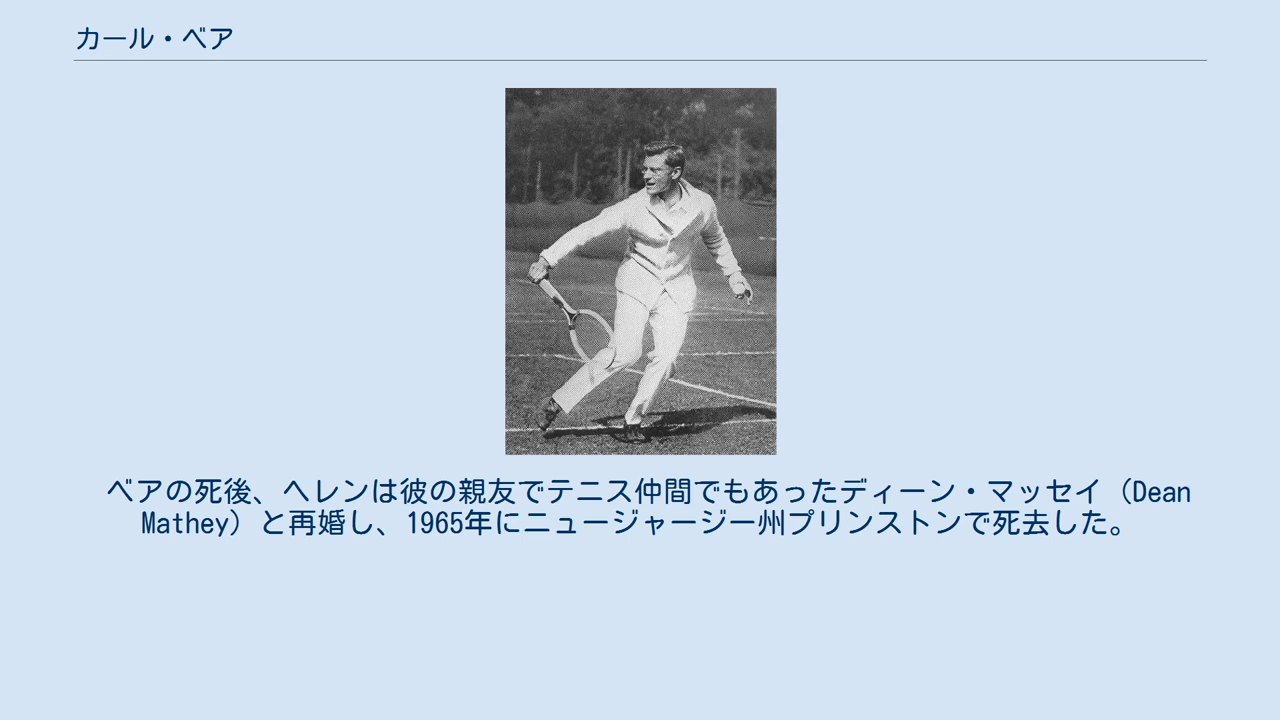 カール・ベア
ベアの死後、ヘレンは彼の親友でテニス仲間でもあったディーン・マッセイ（Dean
Mathey）と再婚し、1965年にニュージャージー州プリンストンで死去した。